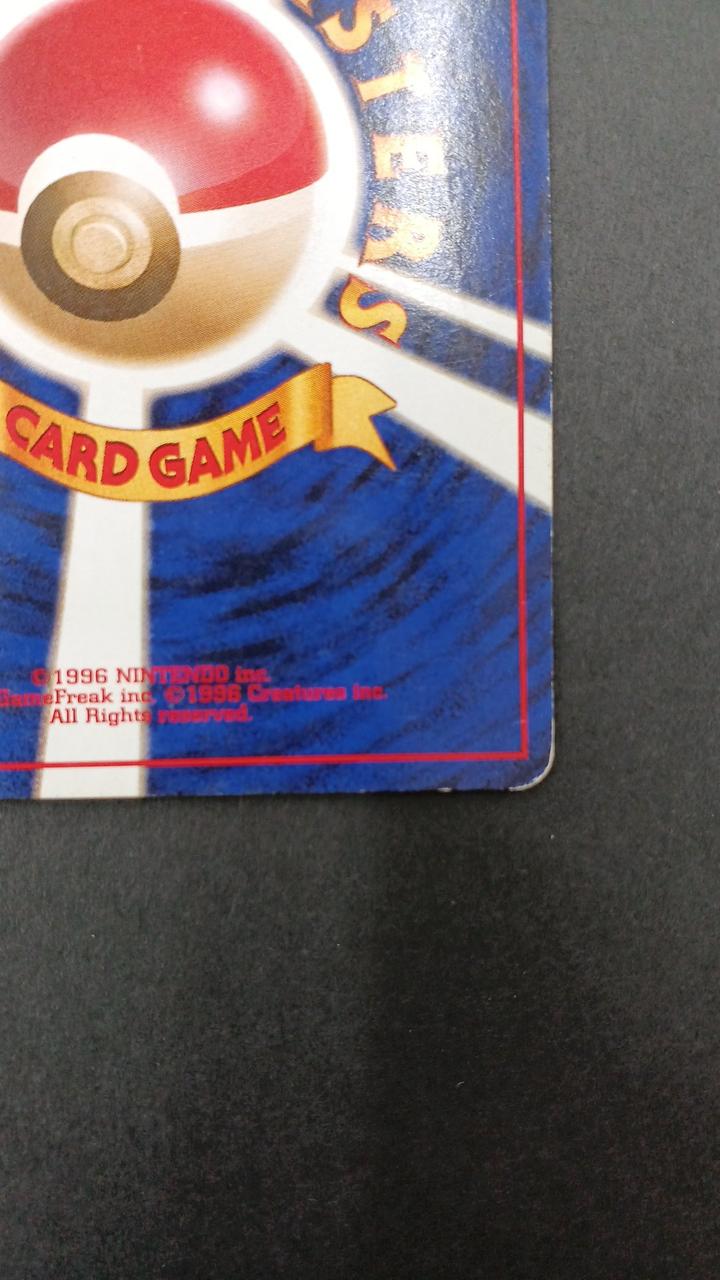 STERS
CARD GAME
©1996 NINTENDO inc.
GameFreak inc. ©1996 Creatures inc.
All Rights reserved.